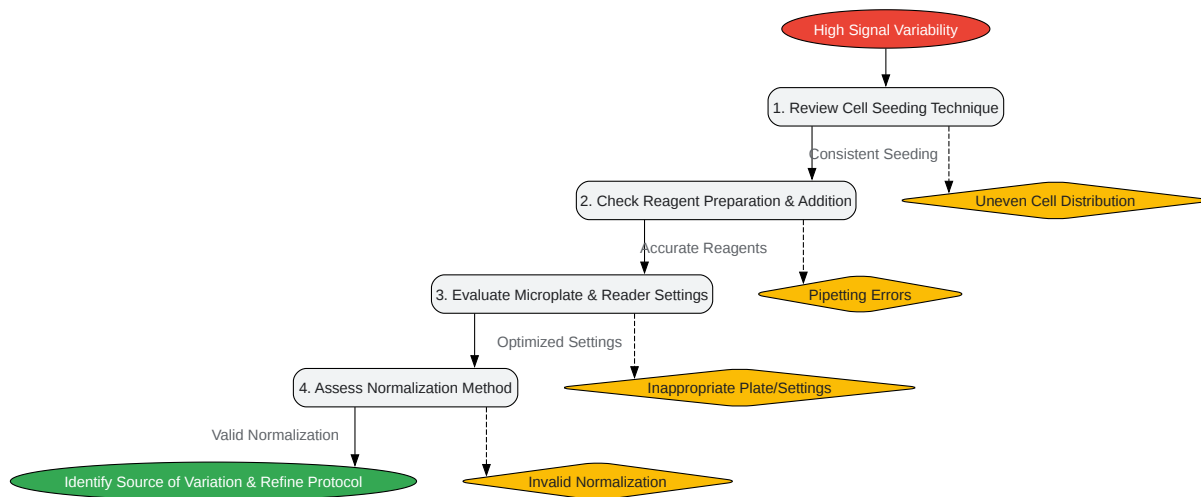 High Signal Variability
1. Review Cell Seeding Technique
Consistent Seeding
2. Check Reagent Preparation & Addition
Uneven Cell Distribution
Accurate Reagents
3. Evaluate Microplate & Reader Settings
Pipetting Errors
Optimized Settings
4. Assess Normalization Method
Inappropriate Plate/Settings
Valid Normalization
Identify Source of Variation & Refine Protocol
Invalid Normalization